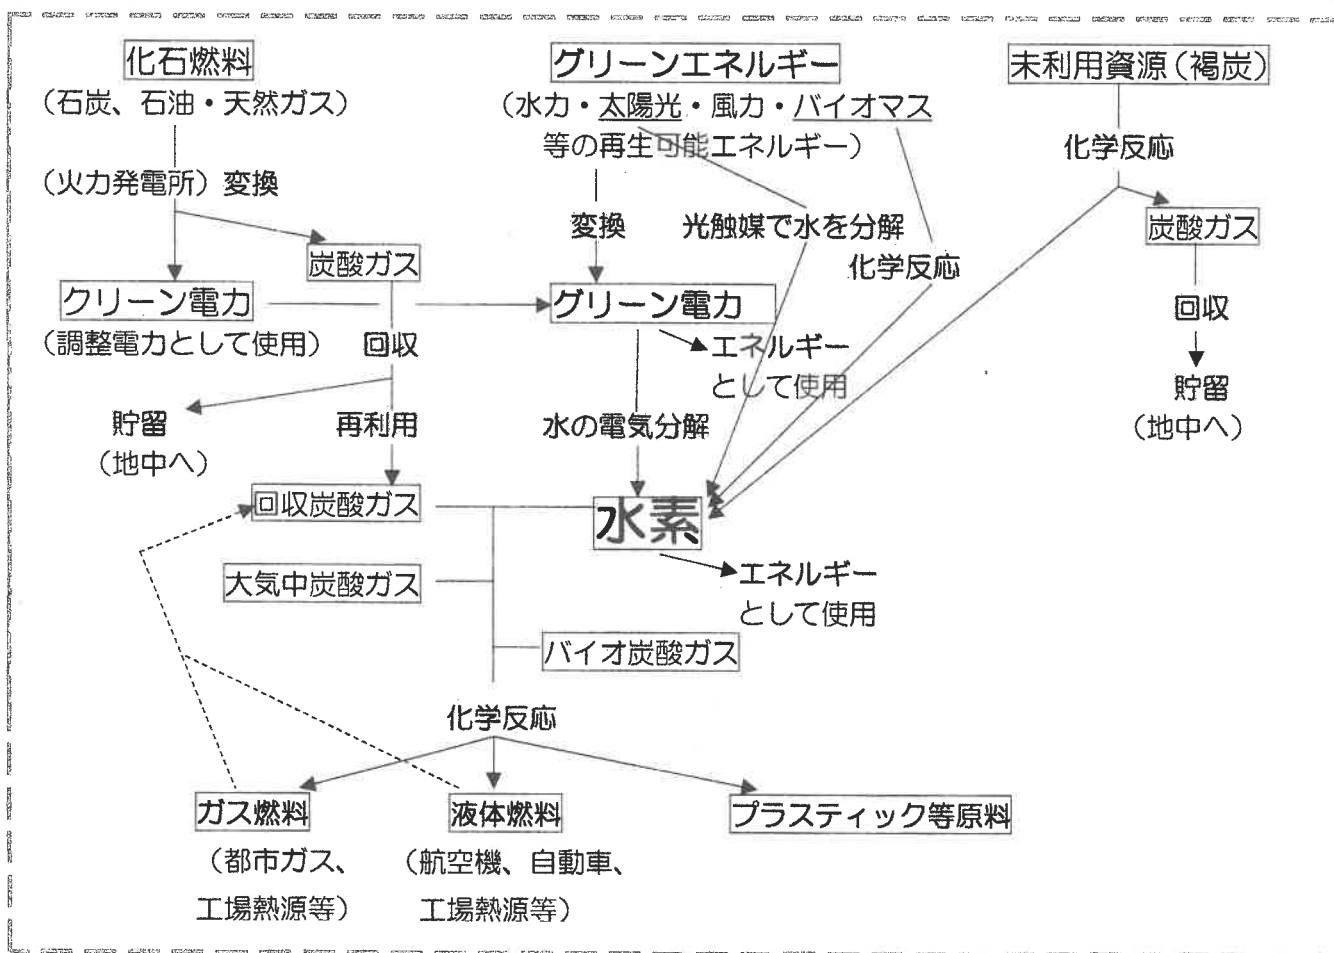 化石燃料
(石炭、石油・天然ガス)
(火力発電所) 変換
炭酸ガス
クリーン電力
(調整電力として使用)
回収
貯留
(地中へ)
再利用
回収炭酸ガス
大気中炭酸ガス
グリーンエネルギー
(水力・太陽光・風力・バイオマス
等の再生可能エネルギー)
変換
光触媒で水を分解
化学反応
グリーン電力
エネルギー
として使用
水の電気分解
水素
エネルギー
として使用
バイオ炭酸ガス
未利用資源(褐炭)
化学反応
炭酸ガス
回収
貯留
(地中へ)
化学反応
ガス燃料
(都市ガス、
工場熱源等)
液体燃料
(航空機、自動車、
工場熱源等)
プラスティック等原料